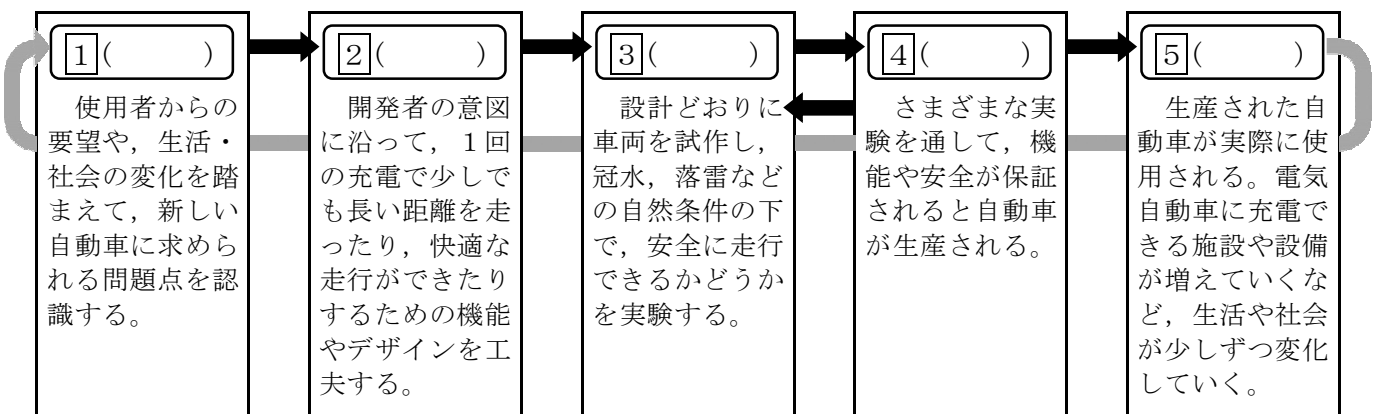 1(　　　)
使用者からの
要望や，生活・
社会の変化を踏
まえて，新しい
自動車に求めら
れる問題点を認
識する。
2(　　　)
開発者の意図
に沿って，１回
の充電で少しで
も長い距離を走
ったり，快適な
走行ができたり
するための機能
やデザインを工
夫する。
3(　　　)
設計どおりに
車両を試作し，
冠水，落雷など
の自然条件の下
で，安全に走行
できるかどうか
を実験する。
4(　　　)
さまざまな実
験を通して，機
能や安全が保証
されると自動車
が生産される。
5(　　　)
生産された自
動車が実際に使
用される。電気
自動車に充電で
きる施設や設備
が増えていくな
ど，生活や社会
が少しずつ変化
していく。